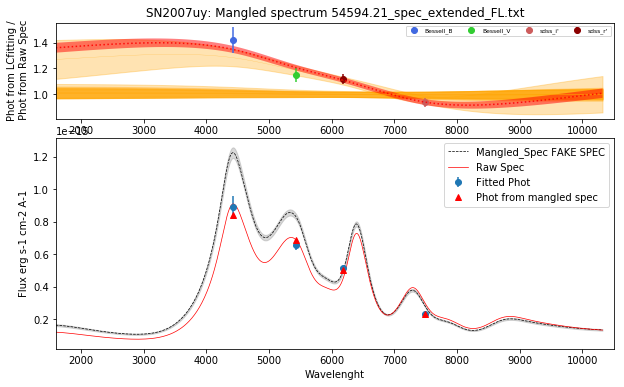 SN2007uy: Mangled spectrum 54594.21_spec_extended_FL.txt
Phot from LCfitting /
Phot from Raw Spec
1.4
1.2
1.0
Bessell_B
Bessell_V
sdss_i'
sdss_r'
2000 3000 4000 5000 6000 7000 8000 9000 10000
Flux erg s-1 cm-2 A-1
1.2
1.0
0.8
0.6
0.4
0.2
Mangled_Spec FAKE SPEC
Raw Spec
Fitted Phot
Phot from mangled spec
2000 3000 4000 5000 6000 7000 8000 9000 10000
Wavelenght